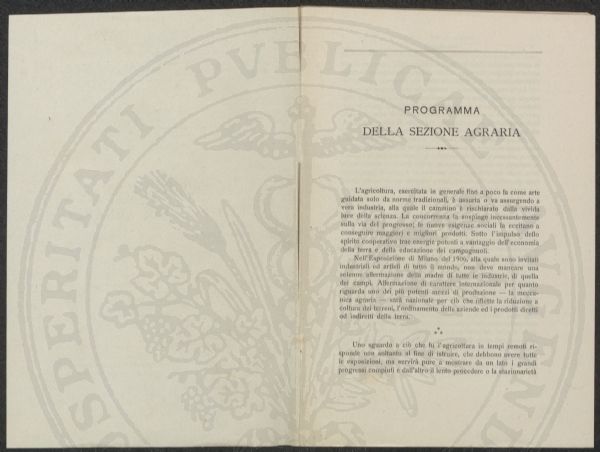 PROGRAMMA
DELLA SEZIONE AGRARIA
L'agricoltura, esercitata in generale fino a poco fa come arte
guidata solo da norme tradizionali, è assurta o va assurgendo a
vera industria, alla quale il cammino è rischiarato dalla vivida
luce della scienza. La concorrenza la sospinge incessantemente
sulla via del progresso; le nuove esigenze sociali la eccitano a
conseguire maggiori e migliori prodotti. Sotto l'impulso dello
spirito cooperativo trae energie potenti a vantaggio dell'economia
della terra e della educazione dei campagnuoli.
Nell'Esposizione di Milano del 1906, alla quale sono invitati
industriali ed artieri di tutto il mondo, non deve mancare una
solenne affermazione della madre di tutte le industrie, di quella
dei campi. Affermazione di carattere internazionale per quanto
riguarda uno dei più potenti mezzi di produzione — la mecca-
nica agraria — sarà nazionale per ciò che riflette la riduzione a
coltura dei terreni, l'ordinamento delle aziende ed i prodotti diretti
ed indiretti della terra.
Uno sguardo a ciò che fu l'agricoltura in tempi remoti ri-
sponde non soltanto al fine di istruire, che debbono avere tutte
le esposizioni, ma servirà pure a mostrare da un lato i grandi
progressi compiuti e dall'altro il lento procedere o la stazionarietà
PROSPERITATI PVBLICAE AVGENDAE